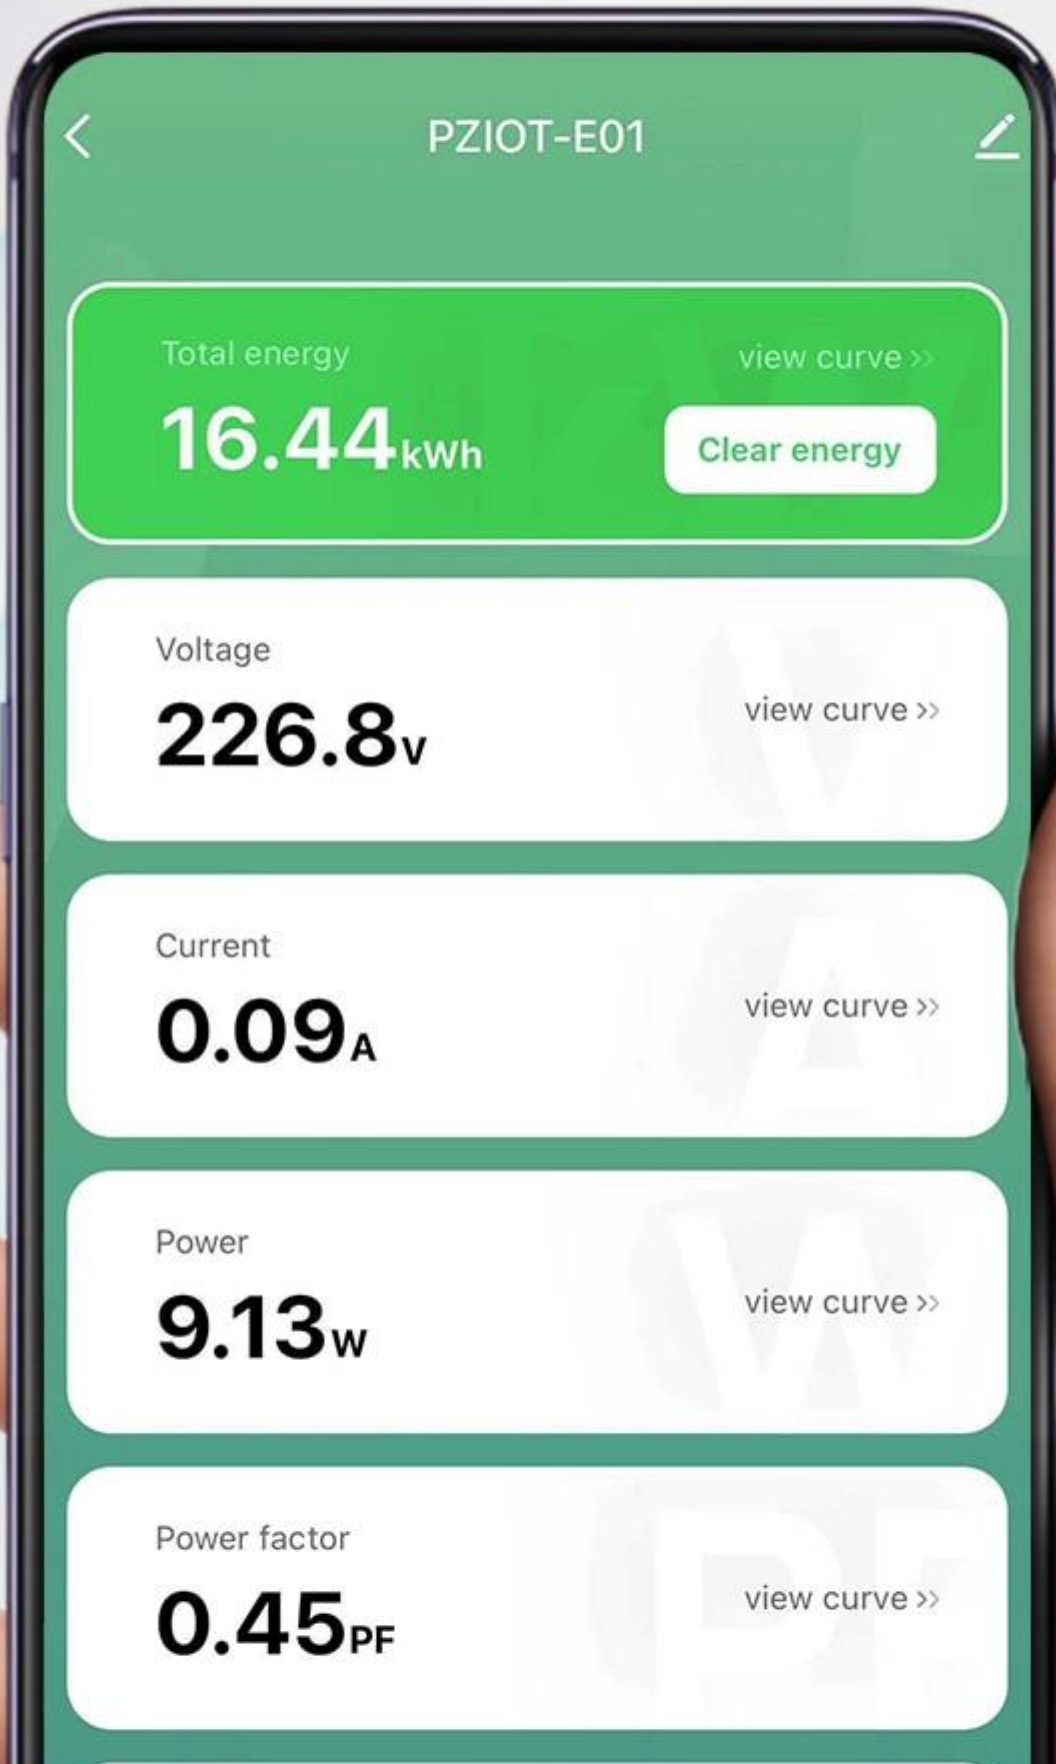 PZIOT-E01
Total energy
view curve >>
16.44kWh
Clear energy
Voltage
226.8V
view curve >>
V
Current
0.09A
view curve >>
A
Power
9.13W
view curve >>
W
Power factor
0.45PF
view curve >>
PF